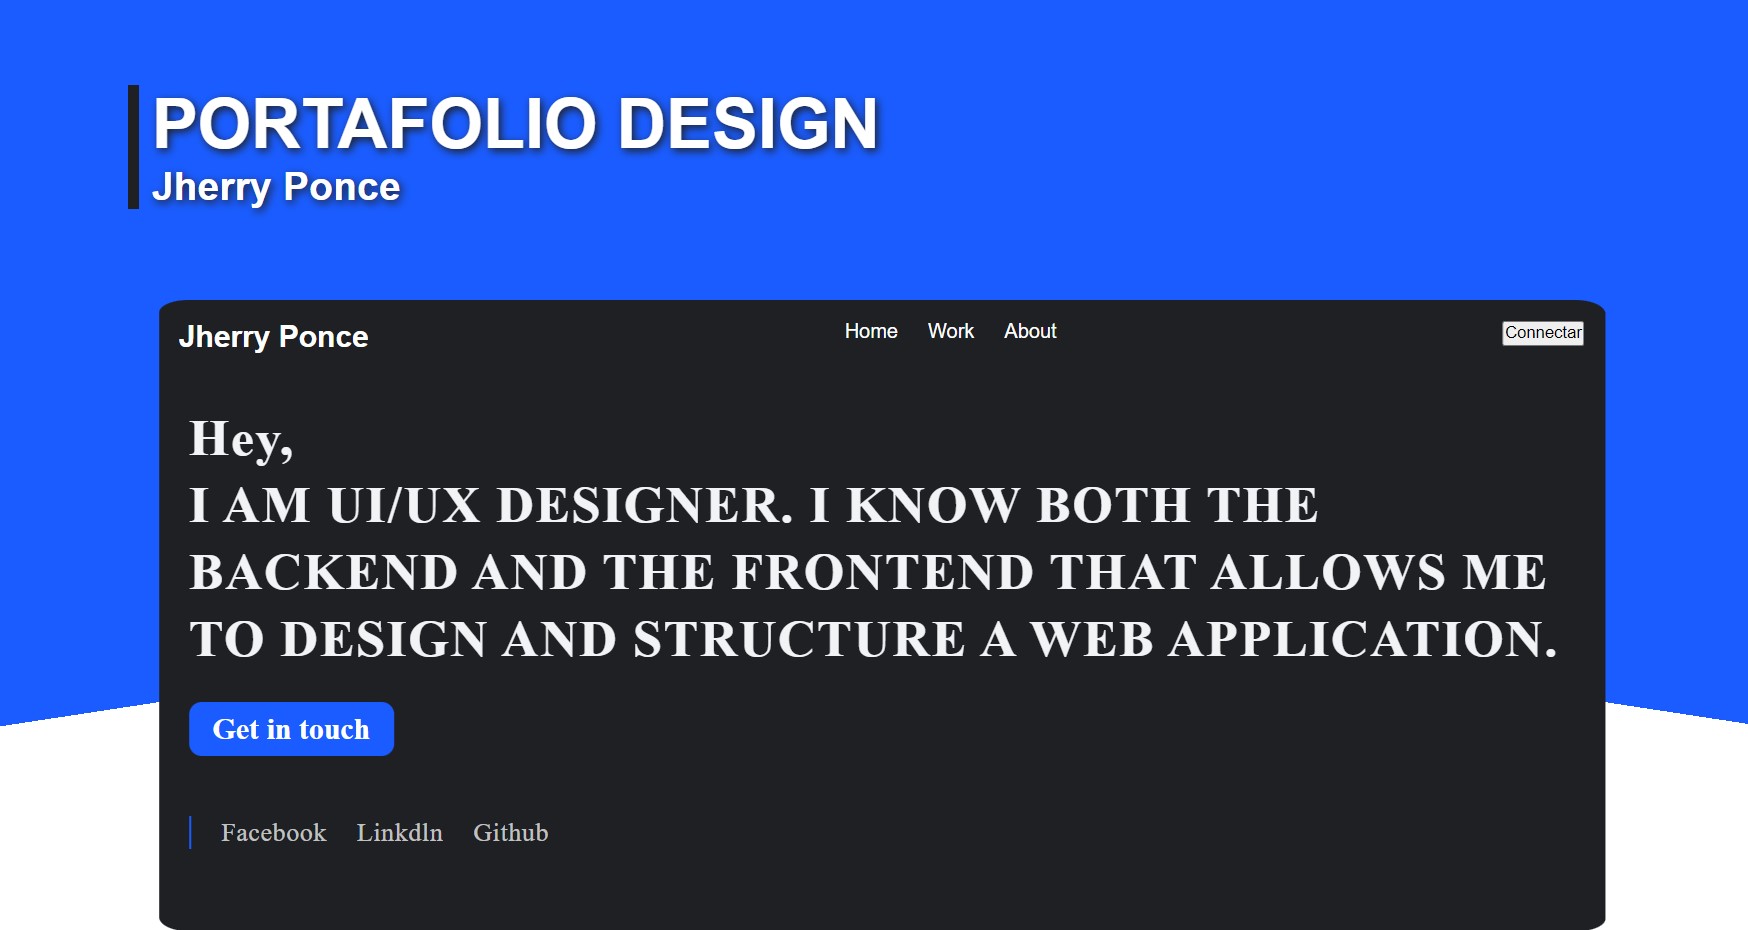 PORTAFOLIO DESIGN
Jherry Ponce
Jherry Ponce
Home Work About
Connectar
Hey,
I AM UI/UX DESIGNER. I KNOW BOTH THE
BACKEND AND THE FRONTEND THAT ALLOWS ME
TO DESIGN AND STRUCTURE A WEB APPLICATION.
Get in touch
Facebook Linkdln Github